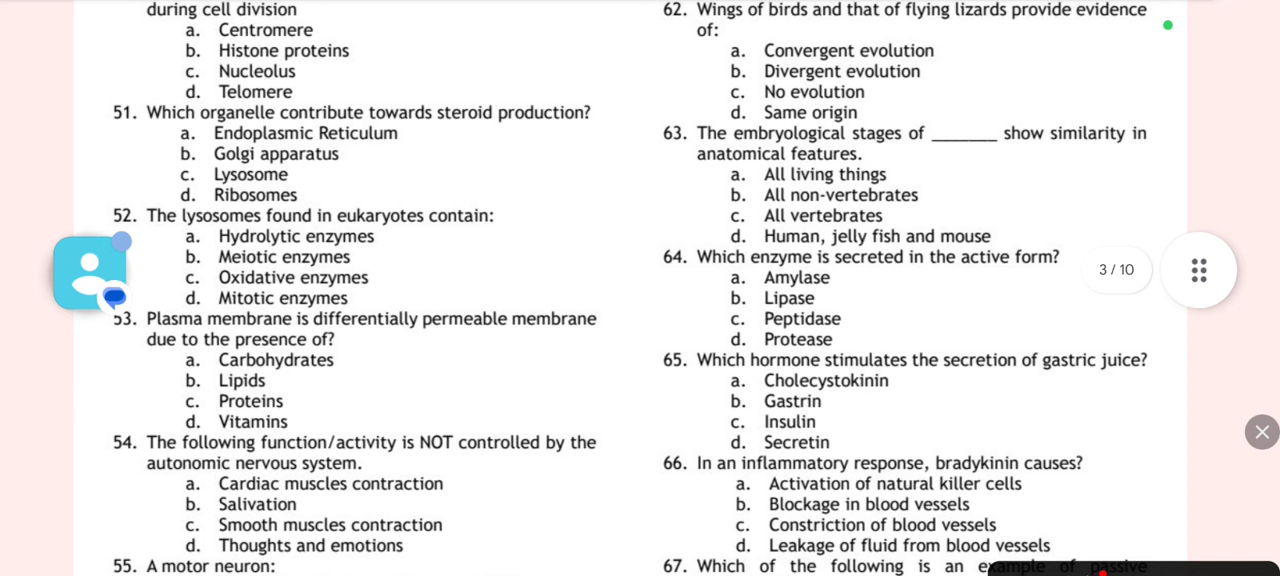 during cell division
a. Centromere
b. Histone proteins
c. Nucleolus
d. Telomere
51. Which organelle contribute towards steroid production?
a. Endoplasmic Reticulum
b. Golgi apparatus
c. Lysosome
d. Ribosomes
52. The lysosomes found in eukaryotes contain:
a. Hydrolytic enzymes
b. Meiotic enzymes
c. Oxidative enzymes
d. Mitotic enzymes
53. Plasma membrane is differentially permeable membrane
due to the presence of?
a. Carbohydrates
b. Lipids
c. Proteins
d. Vitamins
54. The following function/activity is NOT controlled by the
autonomic nervous system.
a. Cardiac muscles contraction
b. Salivation
c. Smooth muscles contraction
d. Thoughts and emotions
55. A motor neuron:
62. Wings of birds and that of flying lizards provide evidence
of:
a. Convergent evolution
b. Divergent evolution
c. No evolution
d. Same origin
63. The embryological stages of _______ show similarity in
anatomical features.
a. All living things
b. All non-vertebrates
c. All vertebrates
d. Human, jelly fish and mouse
64. Which enzyme is secreted in the active form?
a. Amylase
b. Lipase
c. Peptidase
d. Protease
65. Which hormone stimulates the secretion of gastric juice?
a. Cholecystokinin
b. Gastrin
c. Insulin
d. Secretin
66. In an inflammatory response, bradykinin causes?
a. Activation of natural killer cells
b. Blockage in blood vessels
c. Constriction of blood vessels
d. Leakage of fluid from blood vessels
67. Which of the following is an example of passive
3 / 10